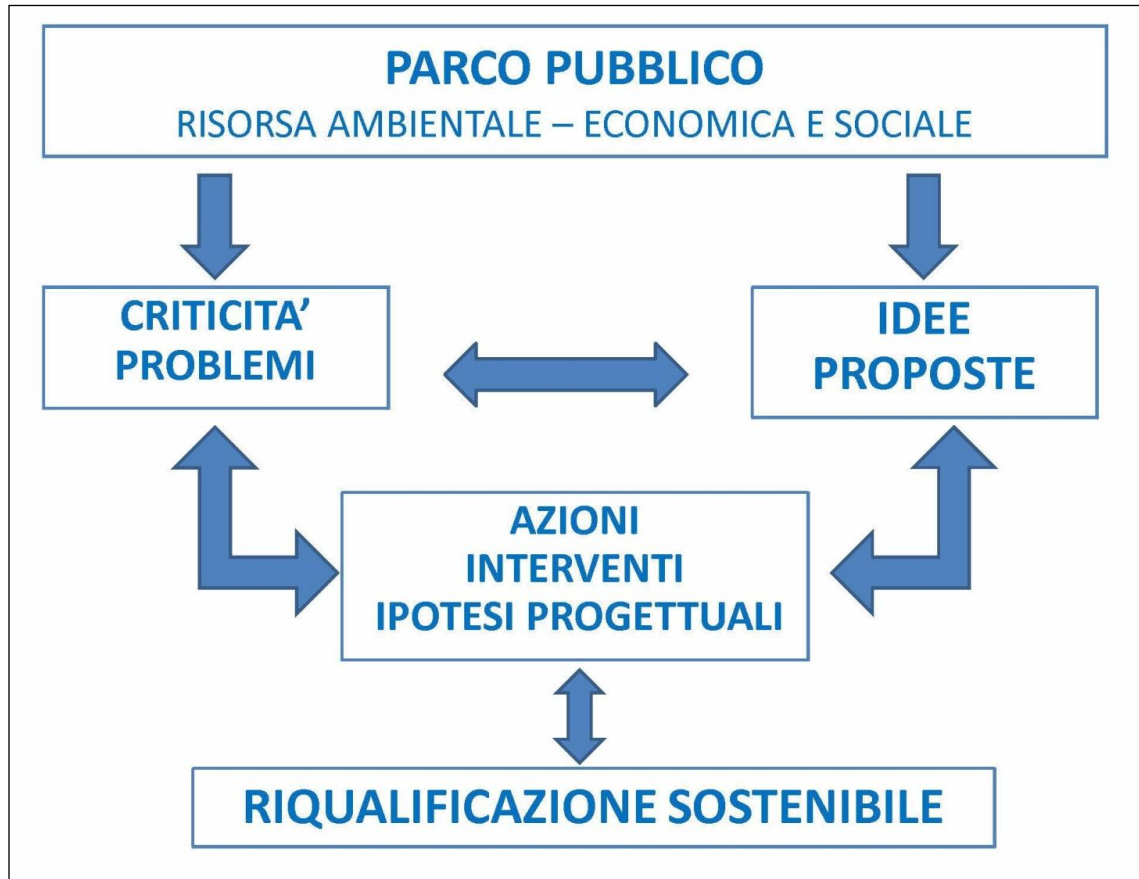 PARCO PUBBLICO
RISORSA AMBIENTALE – ECONOMICA E SOCIALE
CRITICITA’
PROBLEMI
IDEE
PROPOSTE
AZIONI
INTERVENTI
IPOTESI PROGETTUALI
RIQUALIFICAZIONE SOSTENIBILE